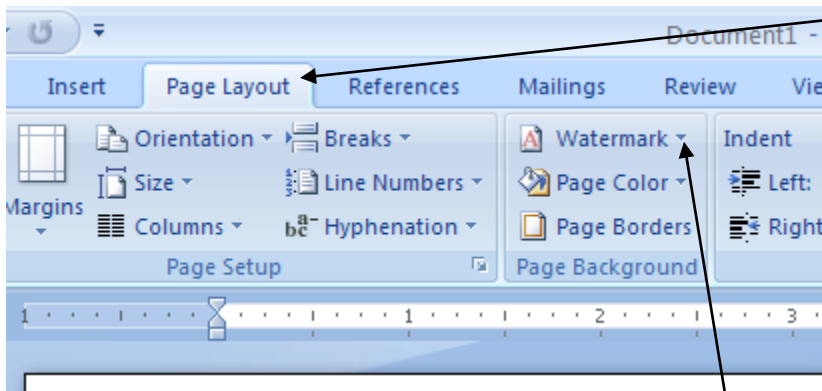 Document1 -
Insert Page Layout References Mailings Review Vie
Orientation Breaks Watermark Indent
Size Line Numbers Page Color Left:
Margins
Columns Hyphenation Page Borders Right
Page Setup Page Background
1 1 2 3